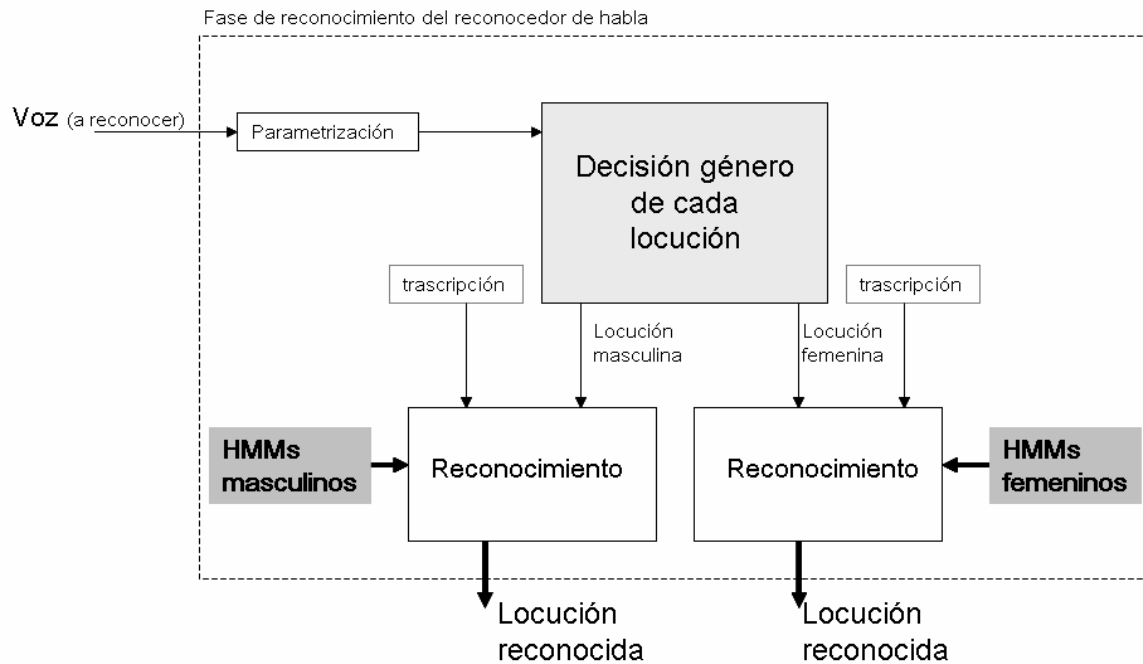 Fase de reconocimiento del reconocedor de habla
Voz (a reconocer)
Parametrización
Decisión género
de cada
locución
trascripción
trascripción
Locución
masculina
Locución
femenina
HMMs
masculinos
Reconocimiento
Reconocimiento
HMMs
femeninos
Locución
reconocida
Locución
reconocida